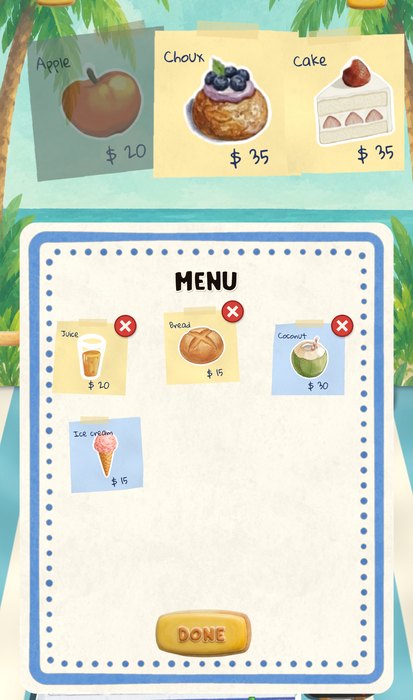 Apple
$ 20
Choux
$ 35
Cake
$ 35
MENU
Juice
$ 20
Bread
$ 15
Coconut
$ 30
Ice cream
$ 15
DONE